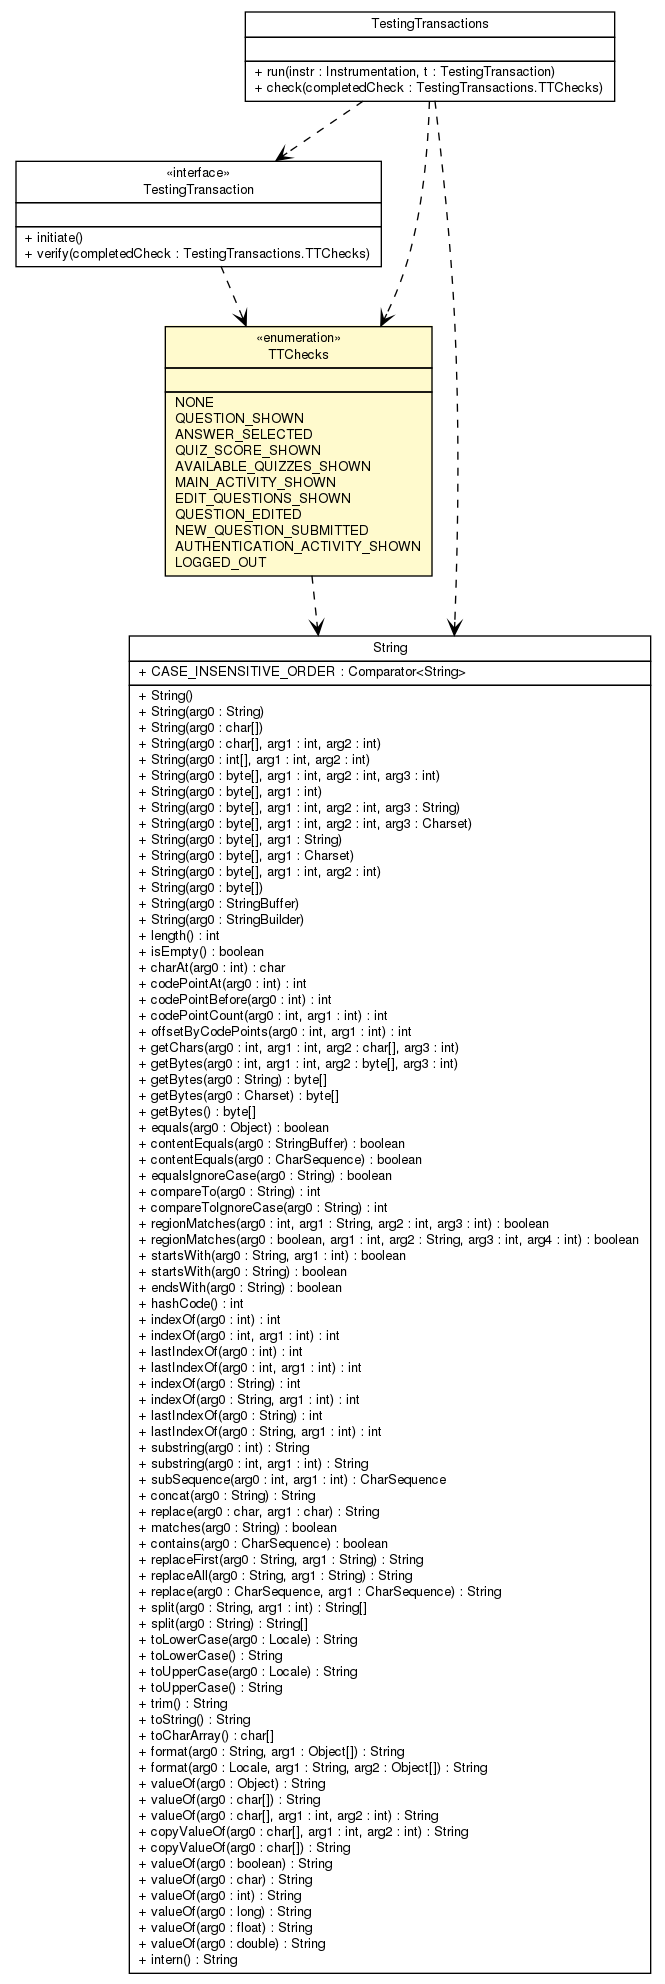 TestingTransactions
+ run(instr : Instrumentation, t : TestingTransaction)
+ check(completedCheck : TestingTransactions.TTChecks)
«interface»
TestingTransaction
+ initiate()
+ verify(completedCheck : TestingTransactions.TTChecks)
«enumeration»
TTChecks
NONE
QUESTION_SHOWN
ANSWER_SELECTED
QUIZ_SCORE_SHOWN
AVAILABLE_QUIZZES_SHOWN
MAIN_ACTIVITY_SHOWN
EDIT_QUESTIONS_SHOWN
QUESTION_EDITED
NEW_QUESTION_SUBMITTED
AUTHENTICATION_ACTIVITY_SHOWN
LOGGED_OUT
String
+ CASE_INSENSITIVE_ORDER : Comparator<String>
+ String()
+ String(arg0 : String)
+ String(arg0 : char[])
+ String(arg0 : char[], arg1 : int, arg2 : int)
+ String(arg0 : int[], arg1 : int, arg2 : int)
+ String(arg0 : byte[], arg1 : int, arg2 : int, arg3 : int)
+ String(arg0 : byte[], arg1 : int)
+ String(arg0 : byte[], arg1 : int, arg2 : int, arg3 : String)
+ String(arg0 : byte[], arg1 : int, arg2 : int, arg3 : Charset)
+ String(arg0 : byte[], arg1 : String)
+ String(arg0 : byte[], arg1 : Charset)
+ String(arg0 : byte[], arg1 : int, arg2 : int)
+ String(arg0 : byte[])
+ String(arg0 : StringBuffer)
+ String(arg0 : StringBuilder)
+ length() : int
+ isEmpty() : boolean
+ charAt(arg0 : int) : char
+ codePointAt(arg0 : int) : int
+ codePointBefore(arg0 : int) : int
+ codePointCount(arg0 : int, arg1 : int) : int
+ offsetByCodePoints(arg0 : int, arg1 : int) : int
+ getChars(arg0 : int, arg1 : int, arg2 : char[], arg3 : int)
+ getBytes(arg0 : int, arg1 : int, arg2 : byte[], arg3 : int)
+ getBytes(arg0 : String) : byte[]
+ getBytes(arg0 : Charset) : byte[]
+ getBytes() : byte[]
+ equals(arg0 : Object) : boolean
+ contentEquals(arg0 : StringBuffer) : boolean
+ contentEquals(arg0 : CharSequence) : boolean
+ equalsIgnoreCase(arg0 : String) : boolean
+ compareTo(arg0 : String) : int
+ compareToIgnoreCase(arg0 : String) : int
+ regionMatches(arg0 : int, arg1 : String, arg2 : int, arg3 : int) : boolean
+ regionMatches(arg0 : boolean, arg1 : int, arg2 : String, arg3 : int, arg4 : int) : boolean
+ startsWith(arg0 : String, arg1 : int) : boolean
+ startsWith(arg0 : String) : boolean
+ endsWith(arg0 : String) : boolean
+ hashCode() : int
+ indexOf(arg0 : int) : int
+ indexOf(arg0 : int, arg1 : int) : int
+ lastIndexOf(arg0 : int) : int
+ lastIndexOf(arg0 : int, arg1 : int) : int
+ indexOf(arg0 : String) : int
+ indexOf(arg0 : String, arg1 : int) : int
+ lastIndexOf(arg0 : String) : int
+ lastIndexOf(arg0 : String, arg1 : int) : int
+ substring(arg0 : int) : String
+ substring(arg0 : int, arg1 : int) : String
+ subSequence(arg0 : int, arg1 : int) : CharSequence
+ concat(arg0 : String) : String
+ replace(arg0 : char, arg1 : char) : String
+ matches(arg0 : String) : boolean
+ contains(arg0 : CharSequence) : boolean
+ replaceFirst(arg0 : String, arg1 : String) : String
+ replaceAll(arg0 : String, arg1 : String) : String
+ replace(arg0 : CharSequence, arg1 : CharSequence) : String
+ split(arg0 : String, arg1 : int) : String[]
+ split(arg0 : String) : String[]
+ toLowerCase(arg0 : Locale) : String
+ toLowerCase() : String
+ toUpperCase(arg0 : Locale) : String
+ toUpperCase() : String
+ trim() : String
+ toString() : String
+ toCharArray() : char[]
+ format(arg0 : String, arg1 : Object[]) : String
+ format(arg0 : Locale, arg1 : String, arg2 : Object[]) : String
+ valueOf(arg0 : Object) : String
+ valueOf(arg0 : char[]) : String
+ valueOf(arg0 : char[], arg1 : int, arg2 : int) : String
+ copyValueOf(arg0 : char[], arg1 : int, arg2 : int) : String
+ copyValueOf(arg0 : char[]) : String
+ valueOf(arg0 : boolean) : String
+ valueOf(arg0 : char) : String
+ valueOf(arg0 : int) : String
+ valueOf(arg0 : long) : String
+ valueOf(arg0 : float) : String
+ valueOf(arg0 : double) : String
+ intern() : String